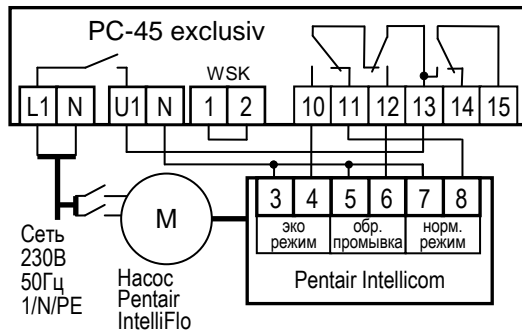 PC-45 exclusiv
WSK
L1 N U1 N 1 2 10 11 12 13 14 15
M
3 4 5 6 7 8
эко режим
обр. промывка
норм. режим
Pentair Intellicom
Сеть
230В
50Гц
1/N/PE
Насос
Pentair
IntelliFlo